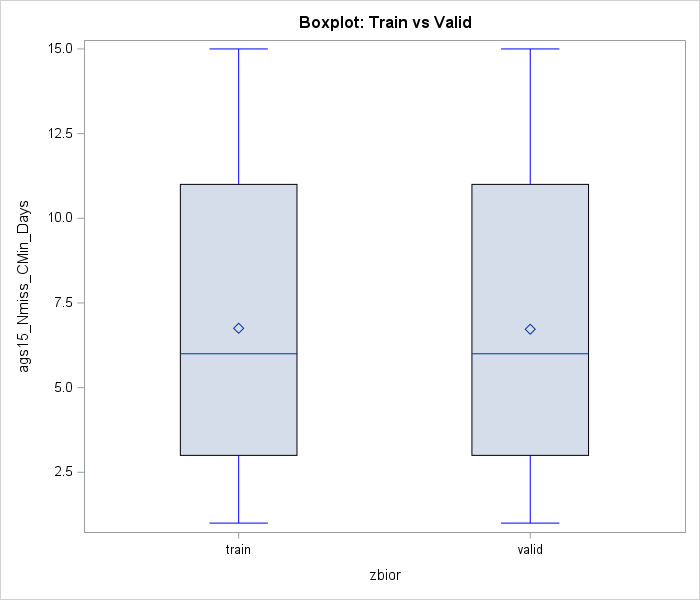 Boxplot: Train vs Valid
15.0
12.5
10.0
7.5
5.0
2.5
ags15_Nmiss_CMin_Days
train
valid
zbior